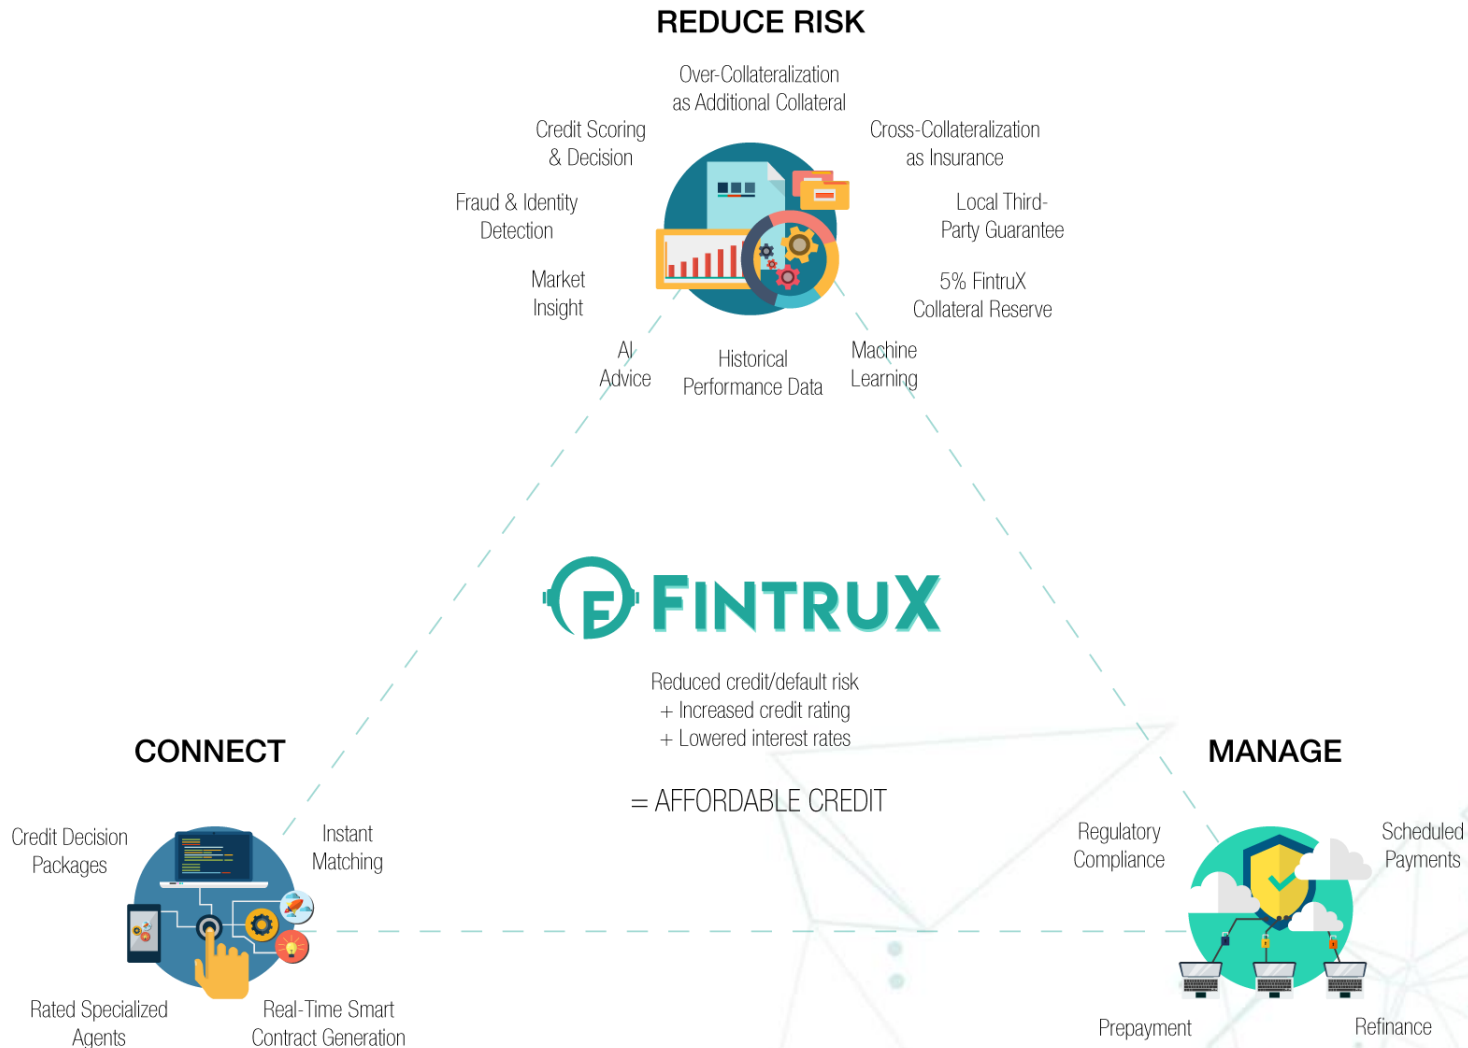 REDUCE RISK
Over-Collateralization
as Additional Collateral
Credit Scoring
& Decision
Cross-Collateralization
as Insurance
Fraud & Identity
Detection
Local Third-
Party Guarantee
Market
Insight
5% FintruX
Collateral Reserve
AI
Advice
Historical
Performance Data
Machine
Learning
FINTRUX
Reduced credit/default risk
+ Increased credit rating
+ Lowered interest rates
= AFFORDABLE CREDIT
CONNECT
Credit Decision
Packages
Instant
Matching
Rated Specialized
Agents
Real-Time Smart
Contract Generation
MANAGE
Regulatory
Compliance
Scheduled
Payments
Prepayment
Refinance